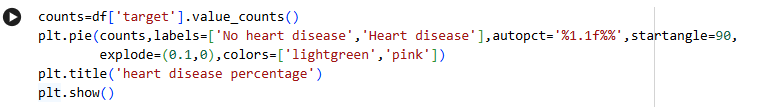 counts=df['target'].value_counts()
plt.pie(counts,labels=['No heart disease','Heart disease'],autopct='%1.1f%%',startangle=90,
        explode=(0.1,0),colors=['lightgreen','pink'])
plt.title('heart disease percentage')
plt.show()